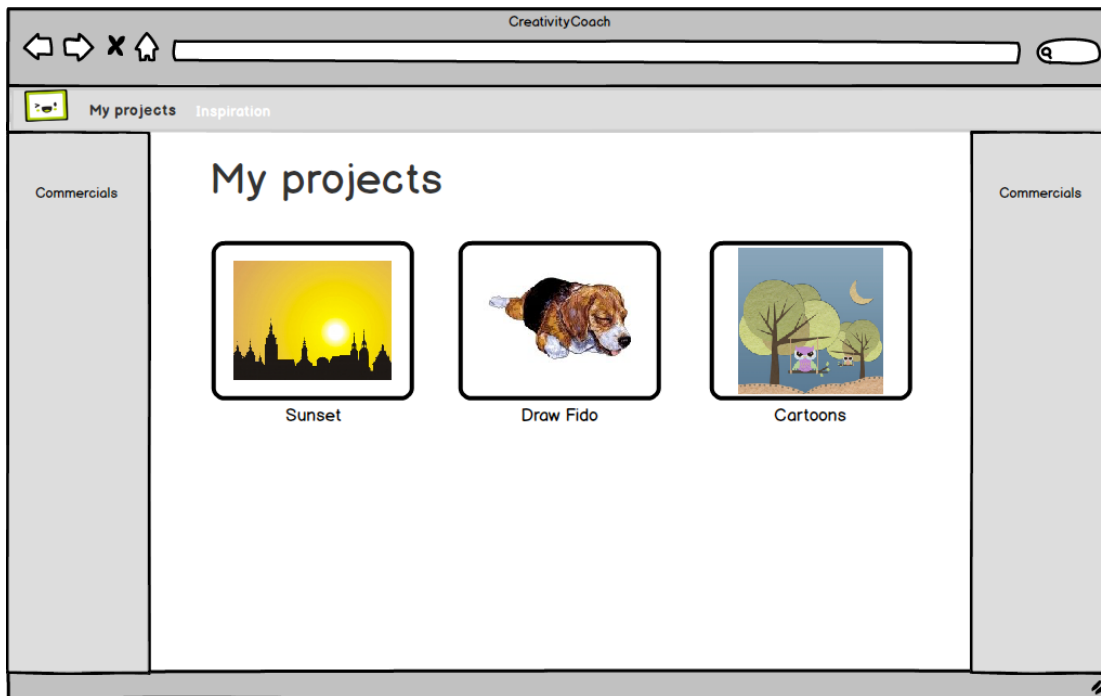 CreativityCoach
My projects Inspiration
Commercials
My projects
Commercials
Sunset
Draw Fido
Cartoons